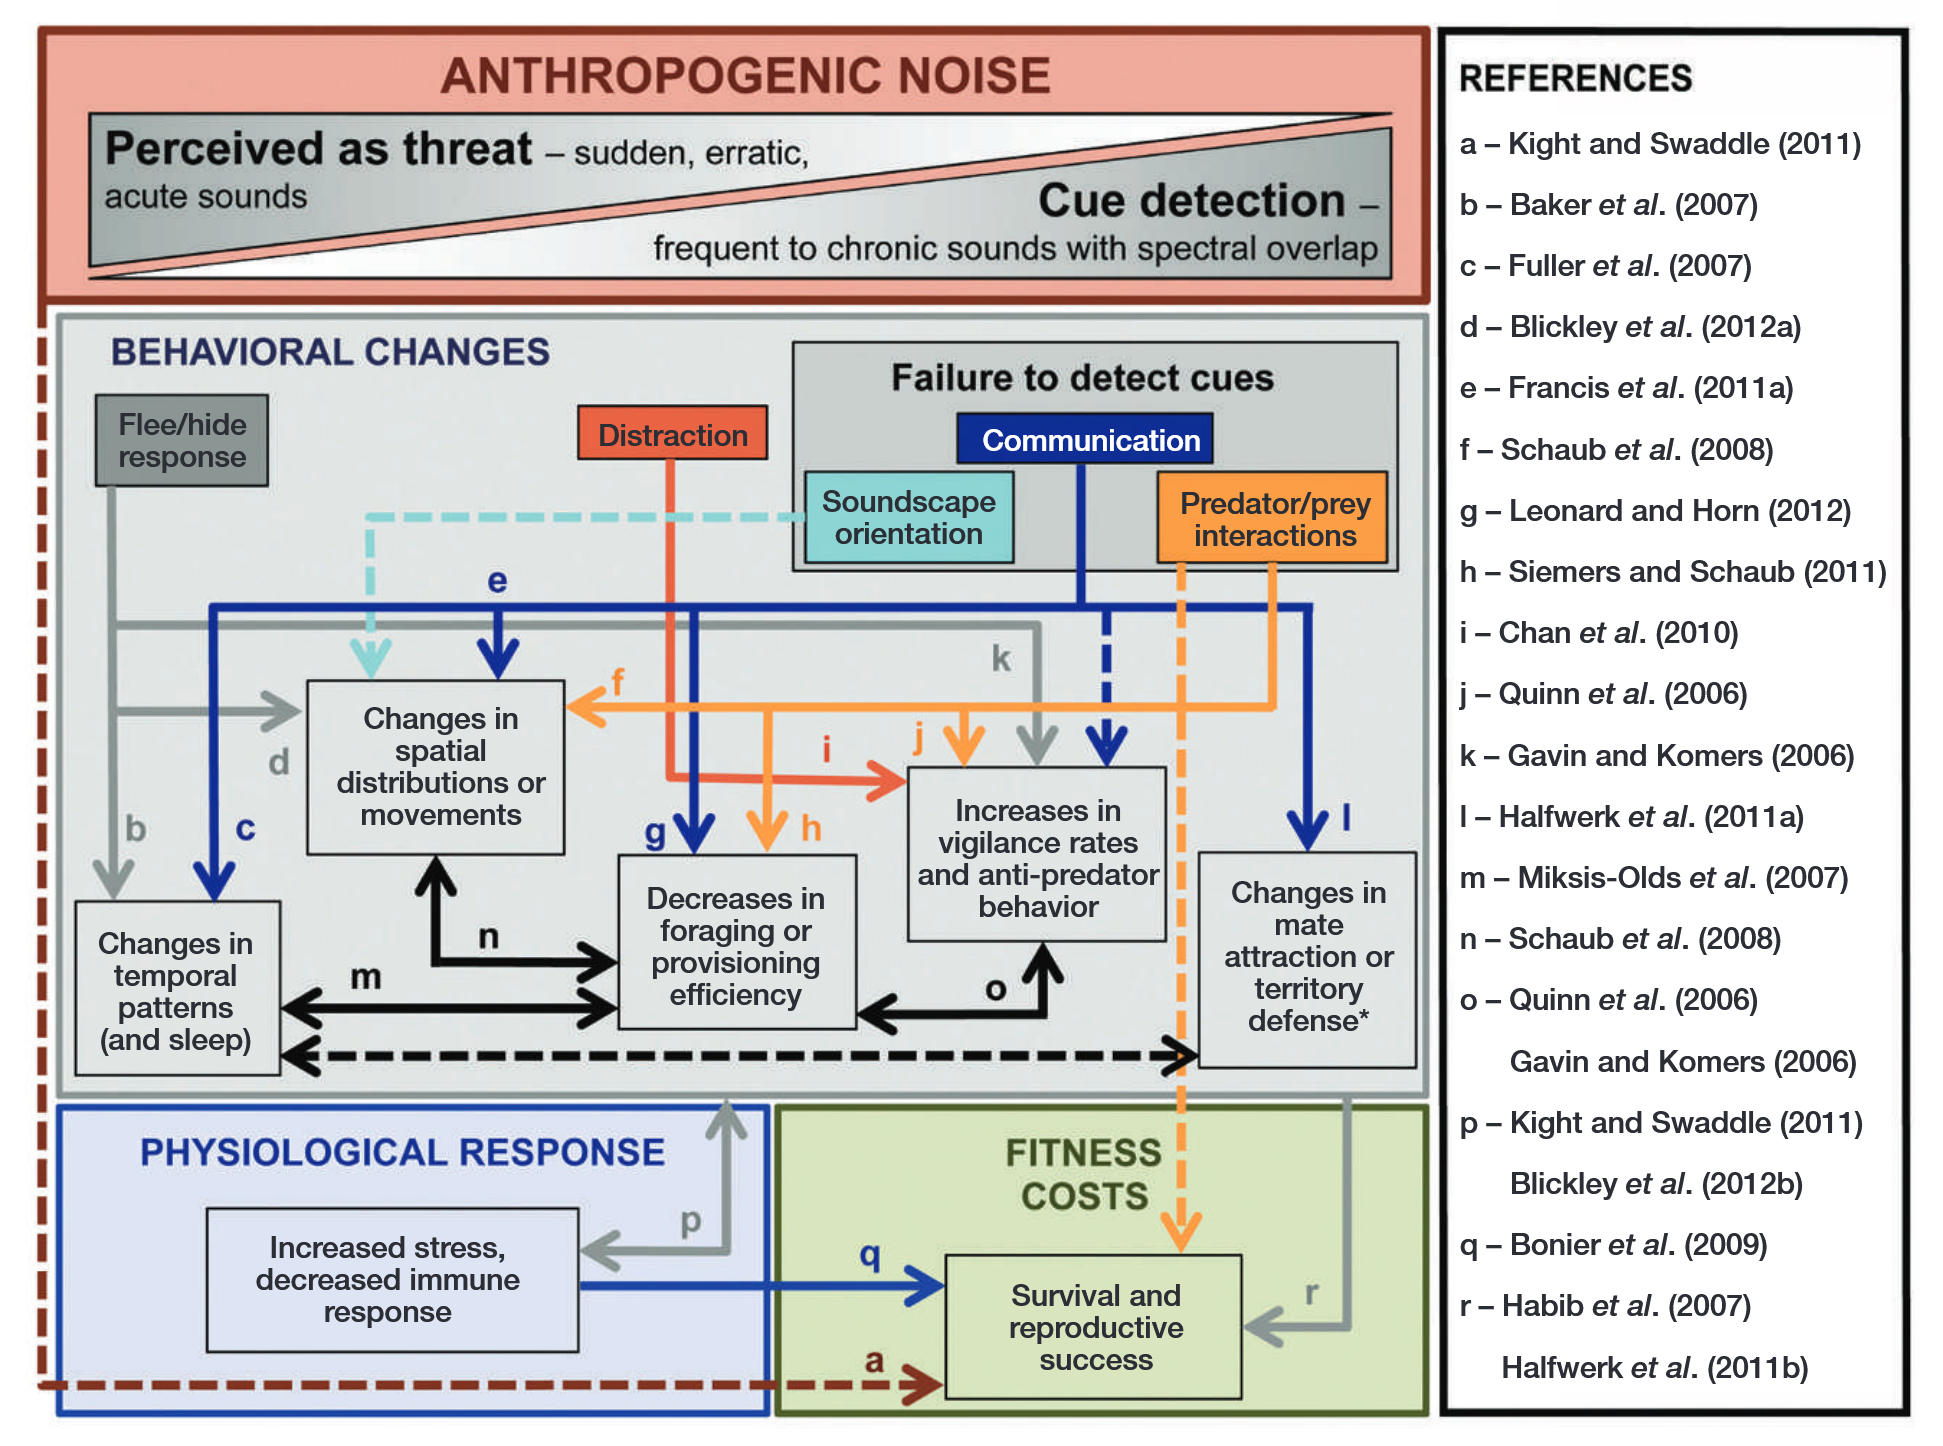 ANTHROPOGENIC NOISE
Perceived as threat – sudden, erratic,
acute sounds
Cue detection –
frequent to chronic sounds with spectral overlap
BEHAVIORAL CHANGES
Flee/hide
response
Distraction
Failure to detect cues
Communication
Soundscape
orientation
Predator/prey
interactions
e
k
f
d
i
j
b
c
g
h
l
Changes in
spatial
distributions or
movements
Increases in
vigilance rates
and anti-predator
behavior
Decreases in
foraging or
provisioning
efficiency
Changes in
mate
attraction or
territory
defense*
Changes in
temporal
patterns
(and sleep)
n
m
o
PHYSIOLOGICAL RESPONSE
Increased stress,
decreased immune
response
p
q
a
FITNESS
COSTS
Survival and
reproductive
success
r
REFERENCES
a – Kight and Swaddle (2011)
b – Baker et al. (2007)
c – Fuller et al. (2007)
d – Blickley et al. (2012a)
e – Francis et al. (2011a)
f – Schaub et al. (2008)
g – Leonard and Horn (2012)
h – Siemers and Schaub (2011)
i – Chan et al. (2010)
j – Quinn et al. (2006)
k – Gavin and Komers (2006)
l – Halfwerk et al. (2011a)
m – Miksis-Olds et al. (2007)
n – Schaub et al. (2008)
o – Quinn et al. (2006)
Gavin and Komers (2006)
p – Kight and Swaddle (2011)
Blickley et al. (2012b)
q – Bonier et al. (2009)
r – Habib et al. (2007)
Halfwerk et al. (2011b)